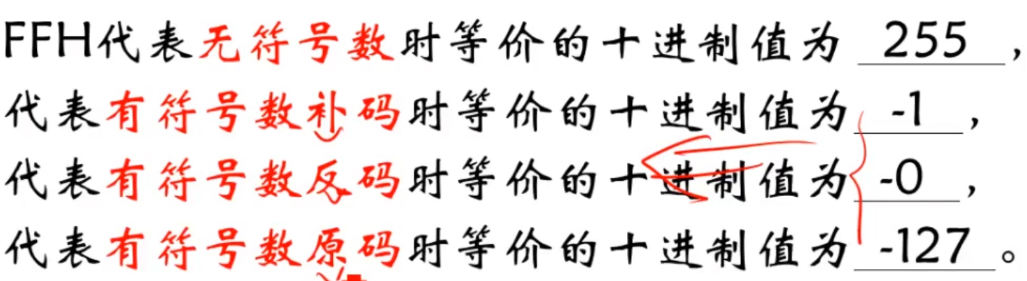 FFH代表无符号数时等价的十进制值为 255 ，
代表有符号数补码时等价的十进制值为 -1 ，
代表有符号数反码时等价的十进制值为 -0 ，
代表有符号数原码时等价的十进制值为 -127 。